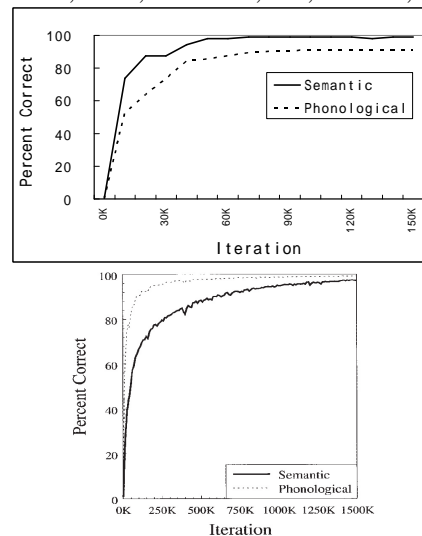 100
80
60
40
20
0
Percent Correct
Semantic
Phonological
0K 30K 60K 90K 120K 150K
Iteration
100
80
60
40
20
0
Percent Correct
Semantic
Phonological
0K 250K 500K 750K 1000K 1250K 1500K
Iteration